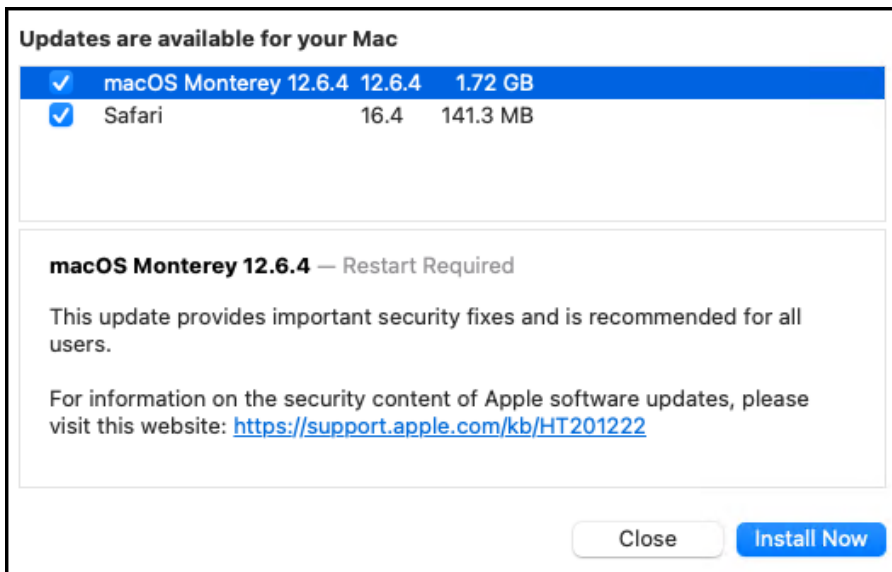 Updates are available for your Mac
macOS Monterey 12.6.4 12.6.4 1.72 GB
Safari 16.4 141.3 MB
macOS Monterey 12.6.4 — Restart Required
This update provides important security fixes and is recommended for all
users.
For information on the security content of Apple software updates, please
visit this website: https://support.apple.com/kb/HT201222
Close Install Now